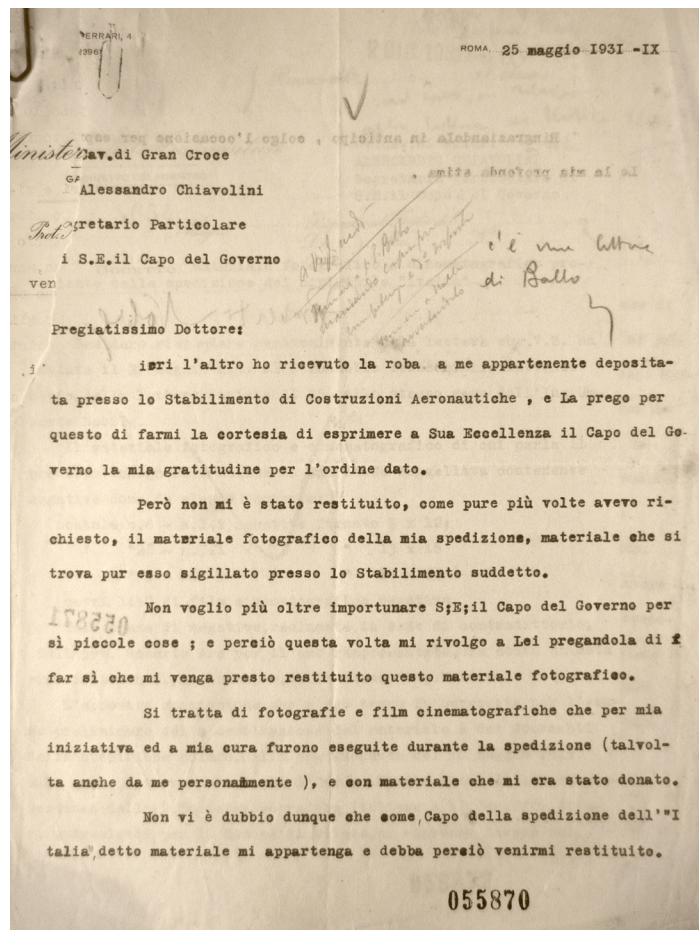 ERRARI, 4
ROMA, 25 maggio 1931 -IX
Minister
Cav.di Gran Croce
GA
Alessandro Chiavolini
Prot.
gretario Particolare
i S.E.il Capo del Governo
ven
c'è una lettera
di Balbo
Pregiatissimo Dottore:
ieri l'altro ho ricevuto la roba a me appartenente deposita-
ta presso lo Stabilimento di Costruzioni Aeronautiche , e La prego per
questo di farmi la cortesia di esprimere a Sua Eccellenza il Capo del Go-
verno la mia gratitudine per l'ordine dato.
Però non mi è stato restituito, come pure più volte avevo ri-
chiesto, il materiale fotografico della mia spedizione, materiale che si
trova pur esso sigillato presso lo Stabilimento suddetto.
Non voglio più oltre importunare S;E;il Capo del Governo per
sì piccole cose ; e perciò questa volta mi rivolgo a Lei pregandola di
far sì che mi venga presto restituito questo materiale fotografico.
Si tratta di fotografie e film cinematografiche che per mia
iniziativa ed a mia cura furono eseguite durante la spedizione (talvol-
ta anche da me personalmente ), e con materiale che mi era stato donato.
Non vi è dubbio dunque che come, Capo della spedizione dell'"I
talia", detto materiale mi appartenga e debba perciò venirmi restituito.
055870